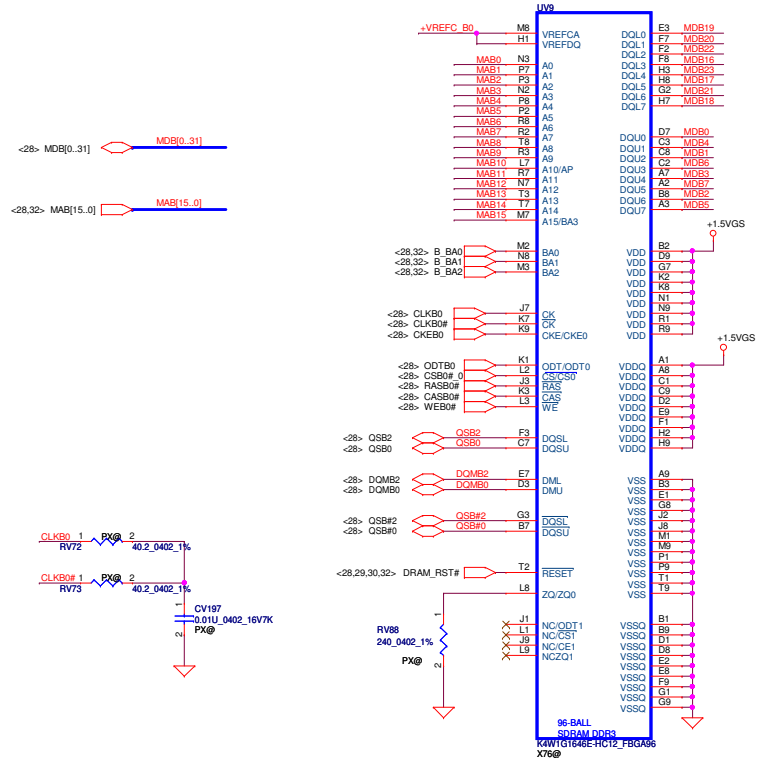 UV9
+VREFC_B0 M8 VREFCA DQL0 E3 MDB19
H1 VREFDQ DQL1 F7 MDB20
DQL2 F2 MDB22
MAB0 N3 A0 DQL3 F8 MDB16
MAB1 P7 A1 DQL4 H3 MDB23
MAB2 P3 A2 DQL5 H8 MDB17
MAB3 N2 A3 DQL6 G2 MDB21
MAB4 P8 A4 DQL7 H7 MDB18
MAB5 P2 A5
MAB6 R8 A6
MAB7 R2 A7 DQU0 D7 MDB0
MAB8 T8 A8 DQU1 C3 MDB4
MAB9 R3 A9 DQU2 C8 MDB1
MAB10 L7 A10/AP DQU3 C2 MDB6
MAB11 R7 A11 DQU4 A7 MDB3
MAB12 N7 A12 DQU5 A2 MDB7
MAB13 T3 A13 DQU6 B8 MDB2
MAB14 T7 A14 DQU7 A3 MDB5
MAB15 M7 A15/BA3
<28> MDB[0..31] MDB[0..31]
<28,32> MAB[15..0] MAB[15..0]
+1.5VGS
<28,32> B_BA0 M2 BA0 VDD B2
<28,32> B_BA1 N8 BA1 VDD D9
<28,32> B_BA2 M3 BA2 VDD G7
VDD K2
VDD K8
VDD N1
<28> CLKB0 J7 CK VDD N9
<28> CLKB0# K7 CK VDD R1
<28> CKEB0 K9 CKE/CKE0 VDD R9
+1.5VGS
<28> ODTB0 K1 ODT/ODT0 VDDQ A1
<28> CSB0#_0 L2 CS/CS0 VDDQ A8
<28> RASB0# J3 RAS VDDQ C1
<28> CASB0# K3 CAS VDDQ C9
<28> WEB0# L3 WE VDDQ D2
VDDQ E9
VDDQ F1
<28> QSB2 QSB2 F3 DQSL VDDQ H2
<28> QSB0 QSB0 C7 DQSU VDDQ H9
<28> DQMB2 DQMB2 E7 DML VSS A9
<28> DQMB0 DQMB0 D3 DMU VSS B3
VSS E1
VSS G8
<28> QSB#2 QSB#2 G3 DQSL VSS J2
<28> QSB#0 QSB#0 B7 DQSU VSS J8
VSS M1
VSS M9
VSS P1
<28,29,30,32> DRAM_RST# T2 RESET VSS P9
VSS T1
L8 ZQ/ZQ0 VSS T9
CLKB0 1 PX@ 2
RV72 40.2_0402_1%
CLKB0# 1 PX@ 2
RV73 40.2_0402_1%
1 CV197
0.01U_0402_16V7K
2 PX@
1
RV88
240_0402_1%
PX@
2
J1 NC/ODT1 VSSQ B1
L1 NC/CS1 VSSQ B9
J9 NC/CE1 VSSQ D1
L9 NCZQ1 VSSQ D8
VSSQ E2
VSSQ E8
VSSQ F9
VSSQ G1
VSSQ G9
96-BALL
SDRAM DDR3
K4W1G1646E-HC12_FBGA96
X76@